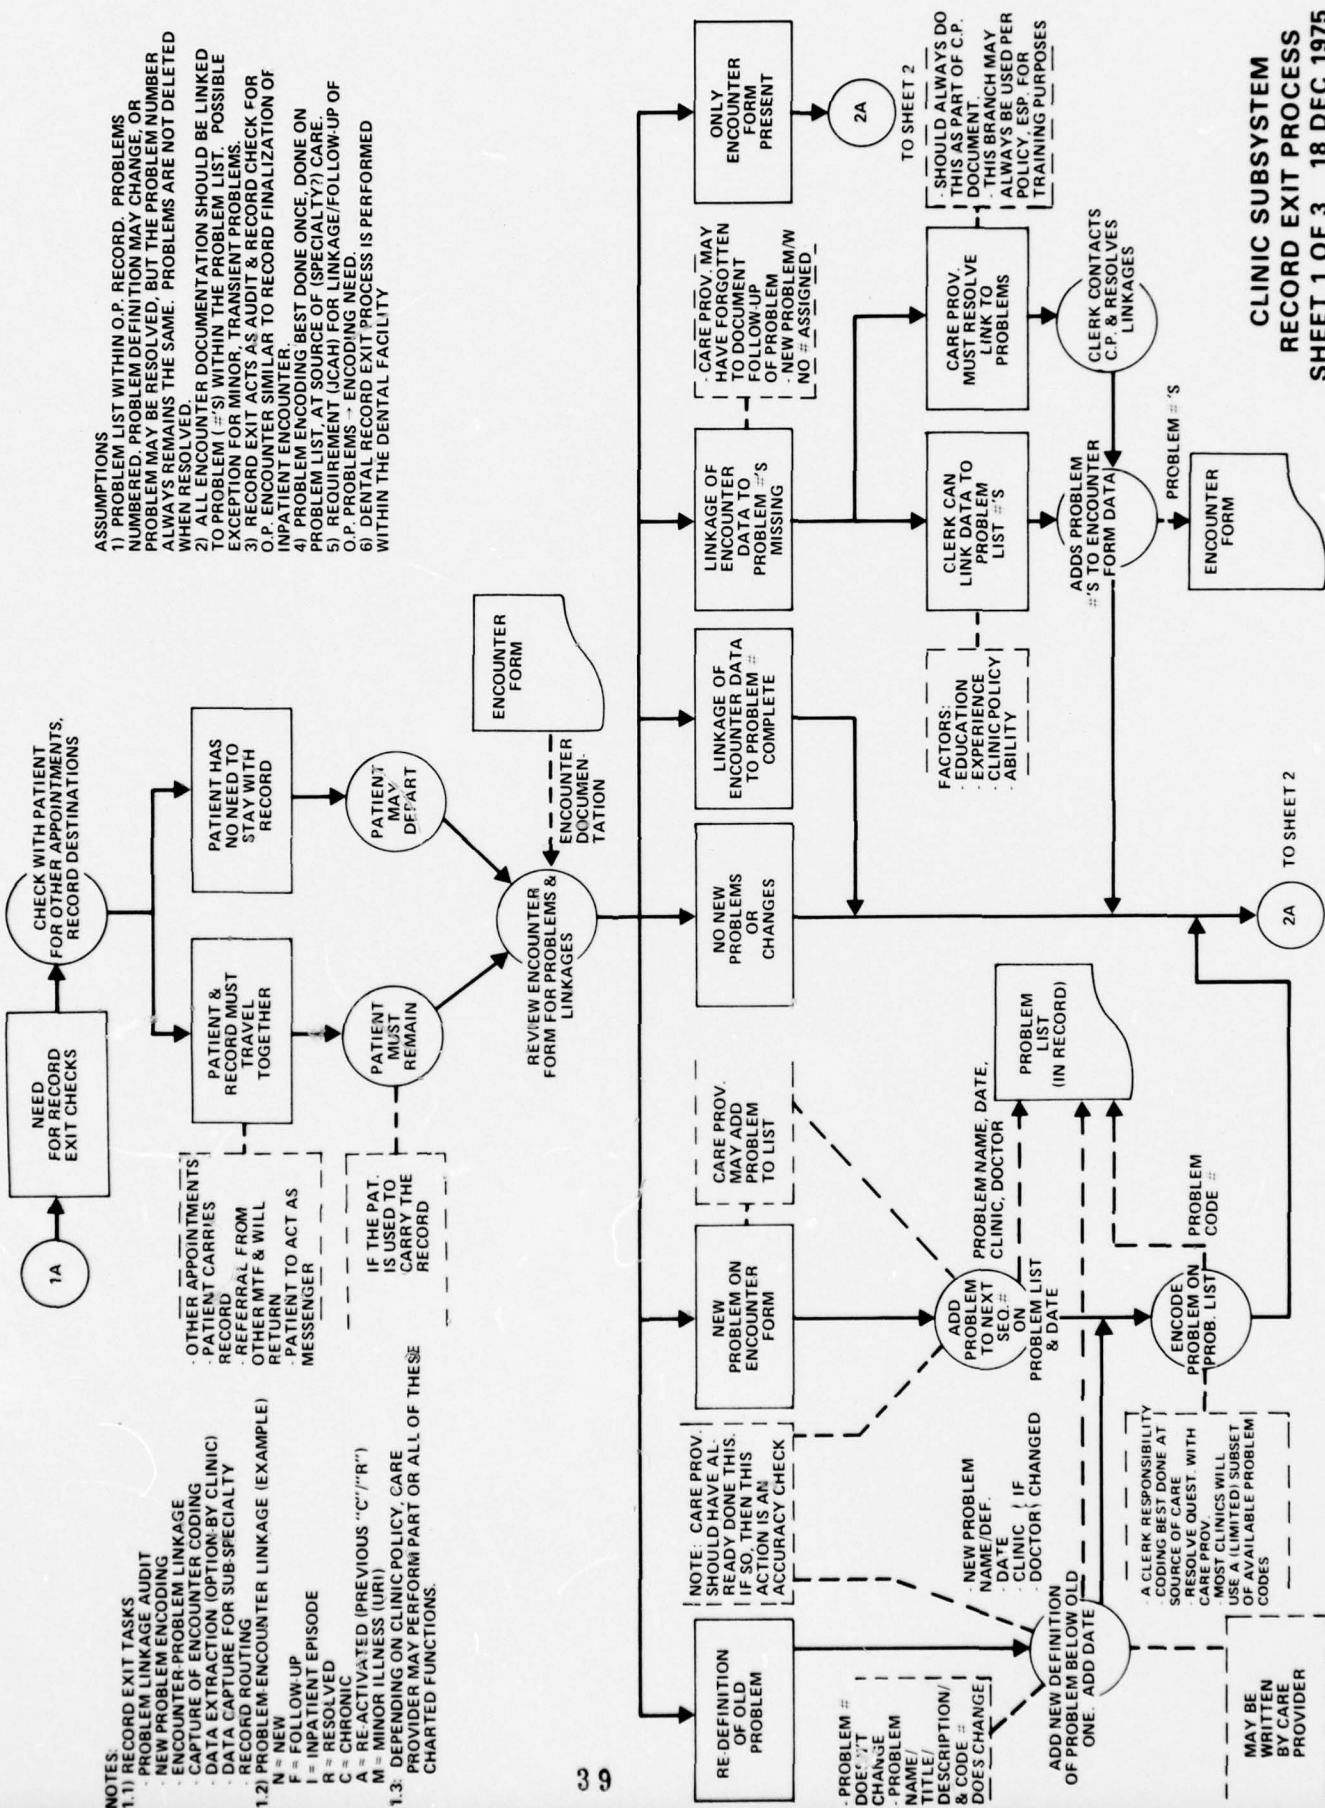 NOTES:
1.1) RECORD EXIT TASKS
· PROBLEM LINKAGE AUDIT
· NEW PROBLEM ENCODING
· ENCOUNTER-PROBLEM LINKAGE
· CAPTURE OF ENCOUNTER CODING
· DATA EXTRACTION (OPTION-BY CLINIC)
· DATA CAPTURE FOR SUB-SPECIALTY
· RECORD ROUTING
1.2) PROBLEM-ENCOUNTER LINKAGE (EXAMPLE)
N = NEW
F = FOLLOW-UP
I = INPATIENT EPISODE
R = RESOLVED
C = CHRONIC
A = RE-ACTIVATED (PREVIOUS "C"/"R")
M = MINOR ILLNESS (URI)
1.3: DEPENDING ON CLINIC POLICY, CARE
PROVIDER MAY PERFORM PART OR ALL OF THESE
CHARTED FUNCTIONS.
1A
NEED
FOR RECORD
EXIT CHECKS
CHECK WITH PATIENT
FOR OTHER APPOINTMENTS,
RECORD DESTINATIONS
· OTHER APPOINTMENTS
· PATIENT CARRIES
RECORD
· REFERRAL FROM
OTHER MTF & WILL
RETURN
· PATIENT TO ACT AS
MESSENGER
PATIENT &
RECORD MUST
TRAVEL
TOGETHER
PATIENT HAS
NO NEED TO
STAY WITH
RECORD
IF THE PAT.
IS USED TO
CARRY THE
RECORD
PATIENT
MUST
REMAIN
PATIENT
MAY
DEPART
REVIEW ENCOUNTER
FORM FOR PROBLEMS &
LINKAGES
ENCOUNTER
DOCUMEN-
TATION
ENCOUNTER
FORM
ASSUMPTIONS
1) PROBLEM LIST WITHIN O.P. RECORD. PROBLEMS
NUMBERED. PROBLEM DEFINITION MAY CHANGE, OR
PROBLEM MAY BE RESOLVED, BUT THE PROBLEM NUMBER
ALWAYS REMAINS THE SAME. PROBLEMS ARE NOT DELETED
WHEN RESOLVED.
2) ALL ENCOUNTER DOCUMENTATION SHOULD BE LINKED
TO PROBLEM (#'S) WITHIN THE PROBLEM LIST. POSSIBLE
EXCEPTION FOR MINOR, TRANSIENT PROBLEMS.
3) RECORD EXIT ACTS AS AUDIT & RECORD CHECK FOR
O.P. ENCOUNTER SIMILAR TO RECORD FINALIZATION OF
INPATIENT ENCOUNTER.
4) PROBLEM ENCODING BEST DONE ONCE, DONE ON
PROBLEM LIST, AT SOURCE OF (SPECIALTY?) CARE.
5) REQUIREMENT (JCAH) FOR LINKAGE/FOLLOW-UP OF
O.P. PROBLEMS → ENCODING NEED.
6) DENTAL RECORD EXIT PROCESS IS PERFORMED
WITHIN THE DENTAL FACILITY
RE-DEFINITION
OF OLD
PROBLEM
NOTE: CARE PROV.
SHOULD HAVE AL-
READY DONE THIS.
IF SO, THEN THIS
ACTION IS AN
ACCURACY CHECK
NEW
PROBLEM ON
ENCOUNTER
FORM
CARE PROV.
MAY ADD
PROBLEM
TO LIST
NO NEW
PROBLEMS
OR
CHANGES
LINKAGE OF
ENCOUNTER DATA
TO PROBLEM #
COMPLETE
LINKAGE OF
ENCOUNTER
DATA TO
PROBLEM #'S
MISSING
· CARE PROV. MAY
HAVE FORGOTTEN
TO DOCUMENT
FOLLOW-UP
OF PROBLEM
· NEW PROBLEM/W
NO # ASSIGNED
ONLY
ENCOUNTER
FORM
PRESENT
2A
TO SHEET 2
· PROBLEM #
DOESN'T
CHANGE
· PROBLEM
NAME/
TITLE/
DESCRIPTION/
& CODE #
DOES CHANGE
· NEW PROBLEM
NAME/DEF.
· DATE
· CLINIC } IF
· DOCTOR } CHANGED
ADD NEW DEFINITION
OF PROBLEM BELOW OLD
ONE. ADD DATE
ADD
PROBLEM
TO NEXT
SEQ. #
ON
PROBLEM LIST
& DATE
PROBLEM NAME, DATE,
CLINIC, DOCTOR
PROBLEM
LIST
(IN RECORD)
FACTORS:
· EDUCATION
· EXPERIENCE
· CLINIC POLICY
· ABILITY
CLERK CAN
LINK DATA TO
PROBLEM
LIST #'S
CARE PROV.
MUST RESOLVE
LINK TO
PROBLEMS
· SHOULD ALWAYS DO
THIS AS PART OF C.P.
DOCUMENT.
· THIS BRANCH MAY
ALWAYS BE USED PER
POLICY, ESP. FOR
TRAINING PURPOSES
ADDS PROBLEM
#'S TO ENCOUNTER
FORM DATA
CLERK CONTACTS
C.P. & RESOLVES
LINKAGES
PROBLEM #'S
ENCOUNTER
FORM
MAY BE
WRITTEN
BY CARE
PROVIDER
· A CLERK RESPONSIBILITY
· CODING BEST DONE AT
SOURCE OF CARE
· RESOLVE QUEST. WITH
CARE PROV.
· MOST CLINICS WILL
USE A (LIMITED) SUBSET
OF AVAILABLE PROBLEM
CODES
ENCODE
PROBLEM ON
PROB. LIST
PROBLEM
CODE #
2A
TO SHEET 2
CLINIC SUBSYSTEM
RECORD EXIT PROCESS
SHEET 1 OF 3 18 DEC 1975
39